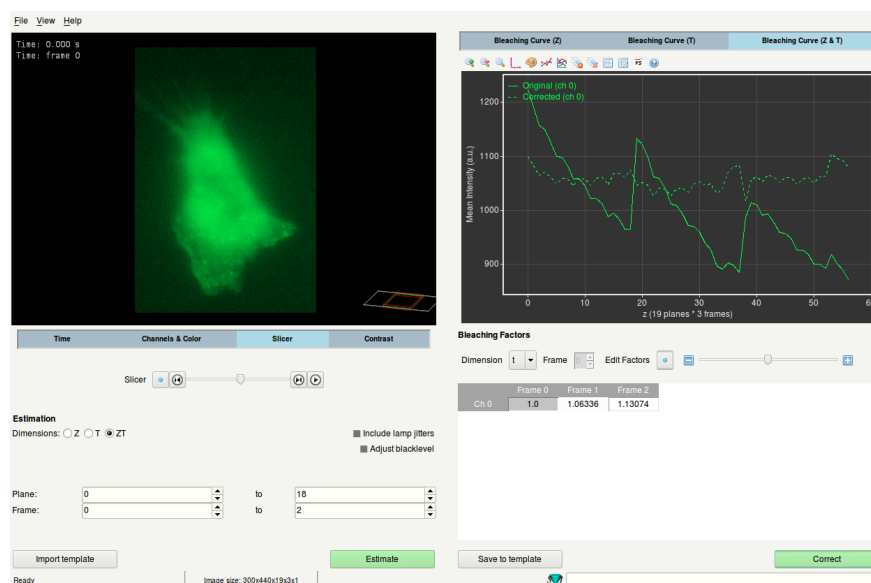 File View Help
Time: 0.000 s
Time: frame 0
Time Channels & Color Slicer Contrast
Slicer
Estimation
Dimensions: Z T ZT
Include lamp jitters
Adjust blacklevel
Plane: 0 to 18
Frame: 0 to 2
Import template Estimate
Ready Image size: 300x440x19x3x1
Bleaching Curve (Z) Bleaching Curve (T) Bleaching Curve (Z & T)
FS
Original (ch 0)
Corrected (ch 0)
Mean Intensity (a.u.)
1200
1100
1000
900
0 10 20 30 40 50
z (19 planes * 3 frames)
Bleaching Factors
Dimension t Frame 0 Edit Factors
Frame 0 Frame 1 Frame 2
Ch 0 1.0 1.06336 1.13074
Save to template Correct